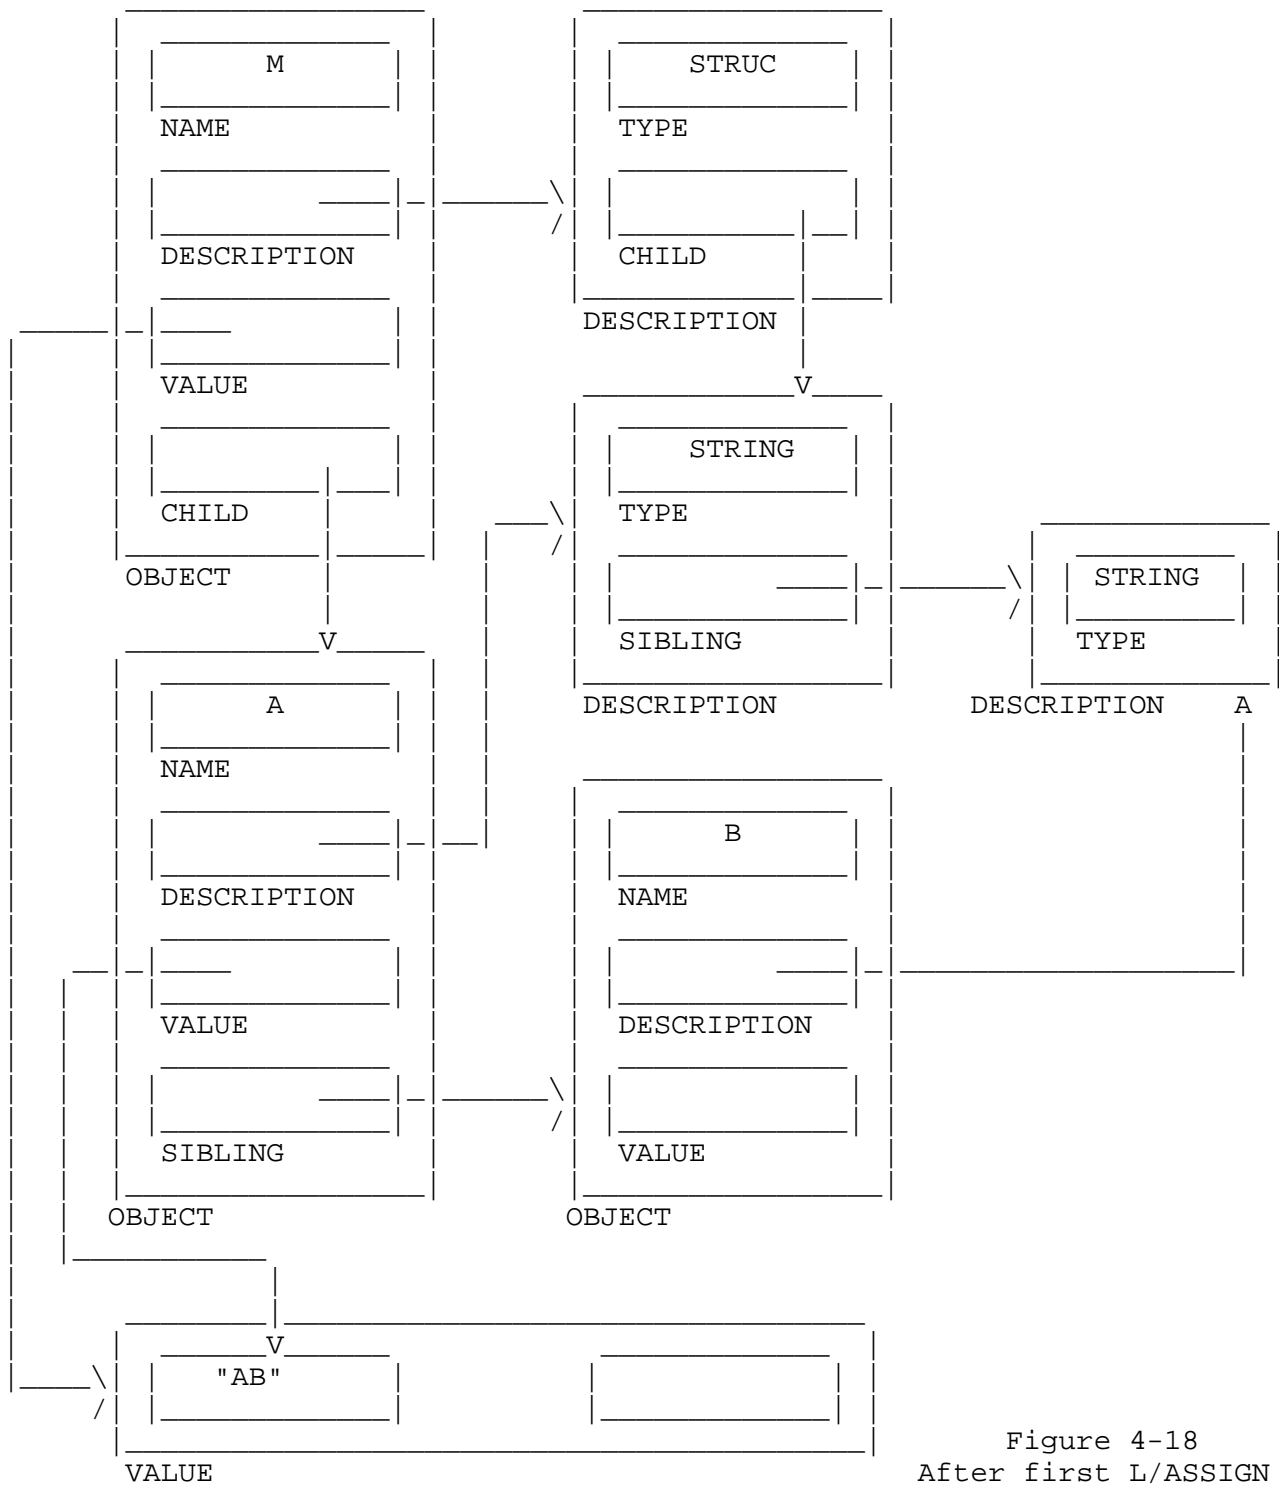 M STRUC
NAME TYPE
DESCRIPTION CHILD
DESCRIPTION
VALUE V
STRING
CHILD TYPE
OBJECT STRING
V SIBLING TYPE
A DESCRIPTION DESCRIPTION A
NAME
B
DESCRIPTION NAME
VALUE DESCRIPTION
SIBLING VALUE
OBJECT OBJECT
V
"AB"
Figure 4-18
VALUE After first L/ASSIGN